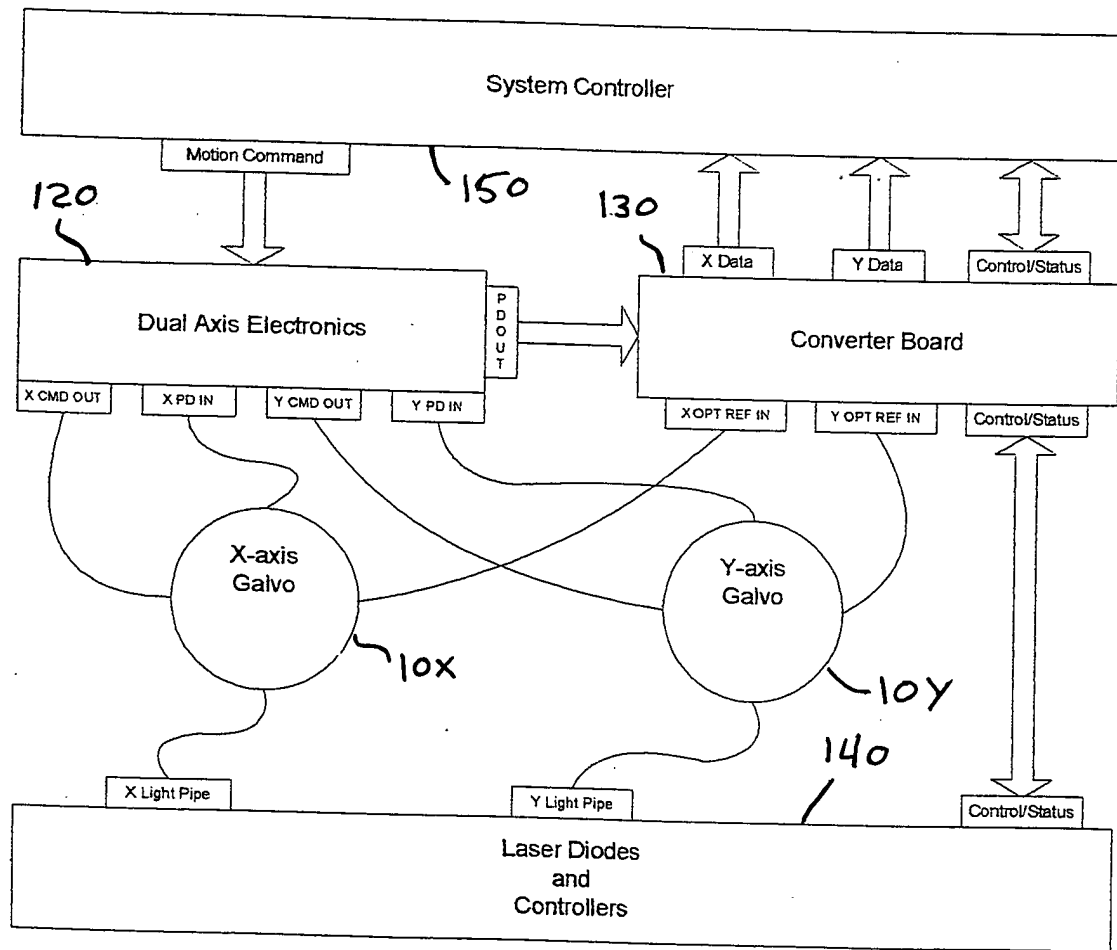 System Controller
Motion Command
150
120
130
X Data
Y Data
Control/Status
Dual Axis Electronics
PDOUT
Converter Board
X CMD OUT
X PD IN
Y CMD OUT
Y PD IN
X OPT REF IN
Y OPT REF IN
Control/Status
X-axis
Galvo
Y-axis
Galvo
10X
10Y
140
X Light Pipe
Y Light Pipe
Control/Status
Laser Diodes
and
Controllers